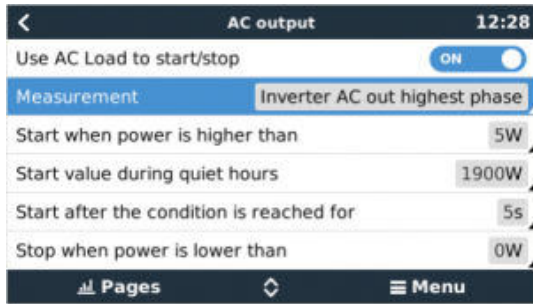 AC output 12:28
Use AC Load to start/stop ON
Measurement Inverter AC out highest phase
Start when power is higher than 5W
Start value during quiet hours 1900W
Start after the condition is reached for 5s
Stop when power is lower than 0W
Pages Menu